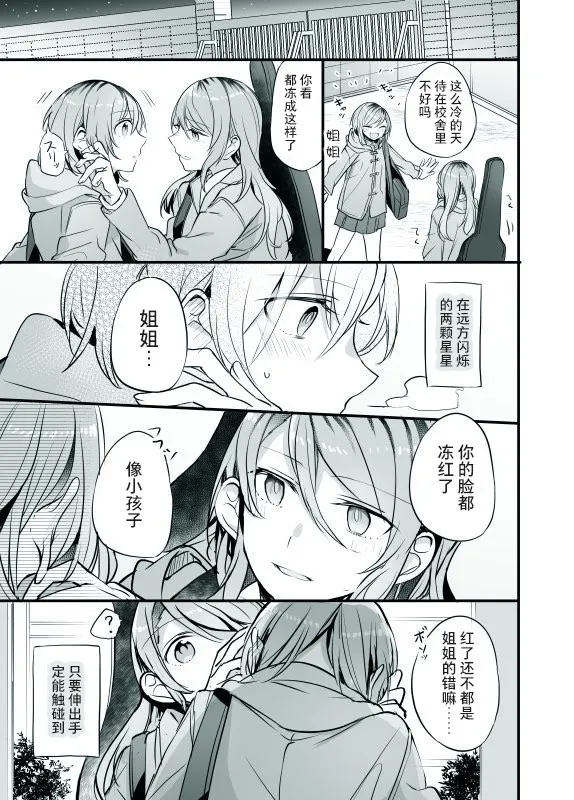 这么冷的天
待在校舍里
不好吗
姐姐
你看
都冻成这样了
在远方闪烁
的两颗星星
姐姐…
你的脸都
冻红了
像小孩子
红了还不都是
姐姐的错嘛……
ボソッ
?
只要伸出手
定能触碰到